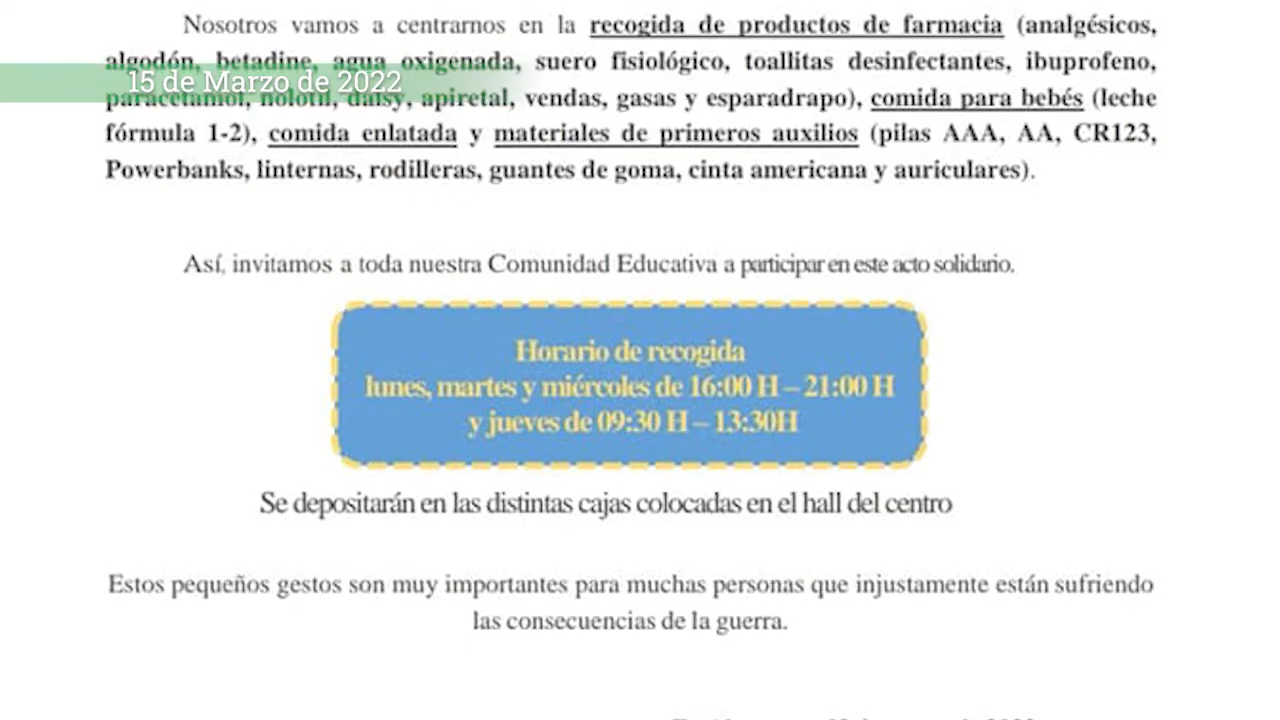 Nosotros vamos a centrarnos en la recogida de productos de farmacia (analgésicos,
algodón, betadine, agua oxigenada, suero fisiológico, toallitas desinfectantes, ibuprofeno,
15 de Marzo de 2022
paracetamol, nolotil, dalsy, apiretal, vendas, gasas y esparadrapo), comida para bebés (leche
fórmula 1-2), comida enlatada y materiales de primeros auxilios (pilas AAA, AA, CR123,
Powerbanks, linternas, rodilleras, guantes de goma, cinta americana y auriculares).
Así, invitamos a toda nuestra Comunidad Educativa a participar en este acto solidario.
Horario de recogida
lunes, martes y miércoles de 16:00 H – 21:00 H
y jueves de 09:30 H – 13:30H
Se depositarán en las distintas cajas colocadas en el hall del centro
Estos pequeños gestos son muy importantes para muchas personas que injustamente están sufriendo
las consecuencias de la guerra.